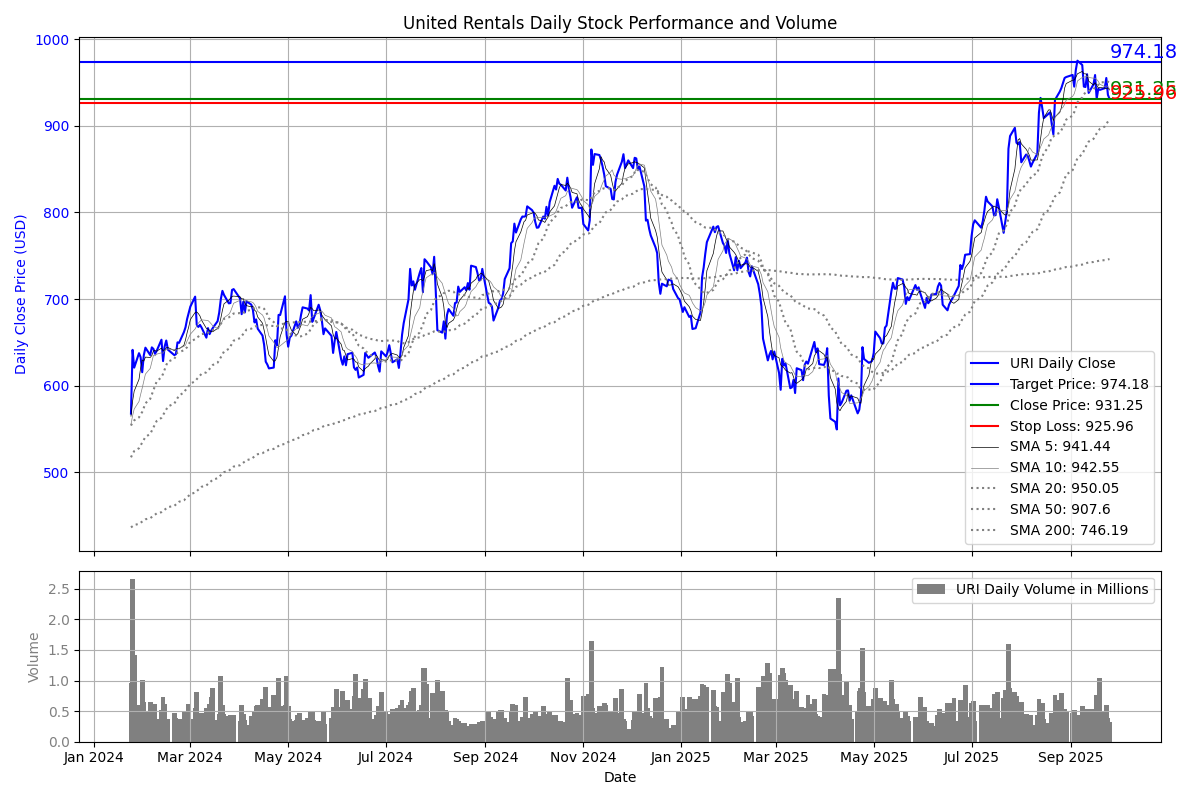 United Rentals Daily Stock Performance and Volume
1000
900
800
700
600
500
Daily Close Price (USD)
974.18
931.25
925.96
URI Daily Close
Target Price: 974.18
Close Price: 931.25
Stop Loss: 925.96
SMA 5: 941.44
SMA 10: 942.55
SMA 20: 950.05
SMA 50: 907.6
SMA 200: 746.19
2.5
2.0
1.5
1.0
0.5
0.0
Volume
URI Daily Volume in Millions
Jan 2024 Mar 2024 May 2024 Jul 2024 Sep 2024 Nov 2024 Jan 2025 Mar 2025 May 2025 Jul 2025 Sep 2025
Date